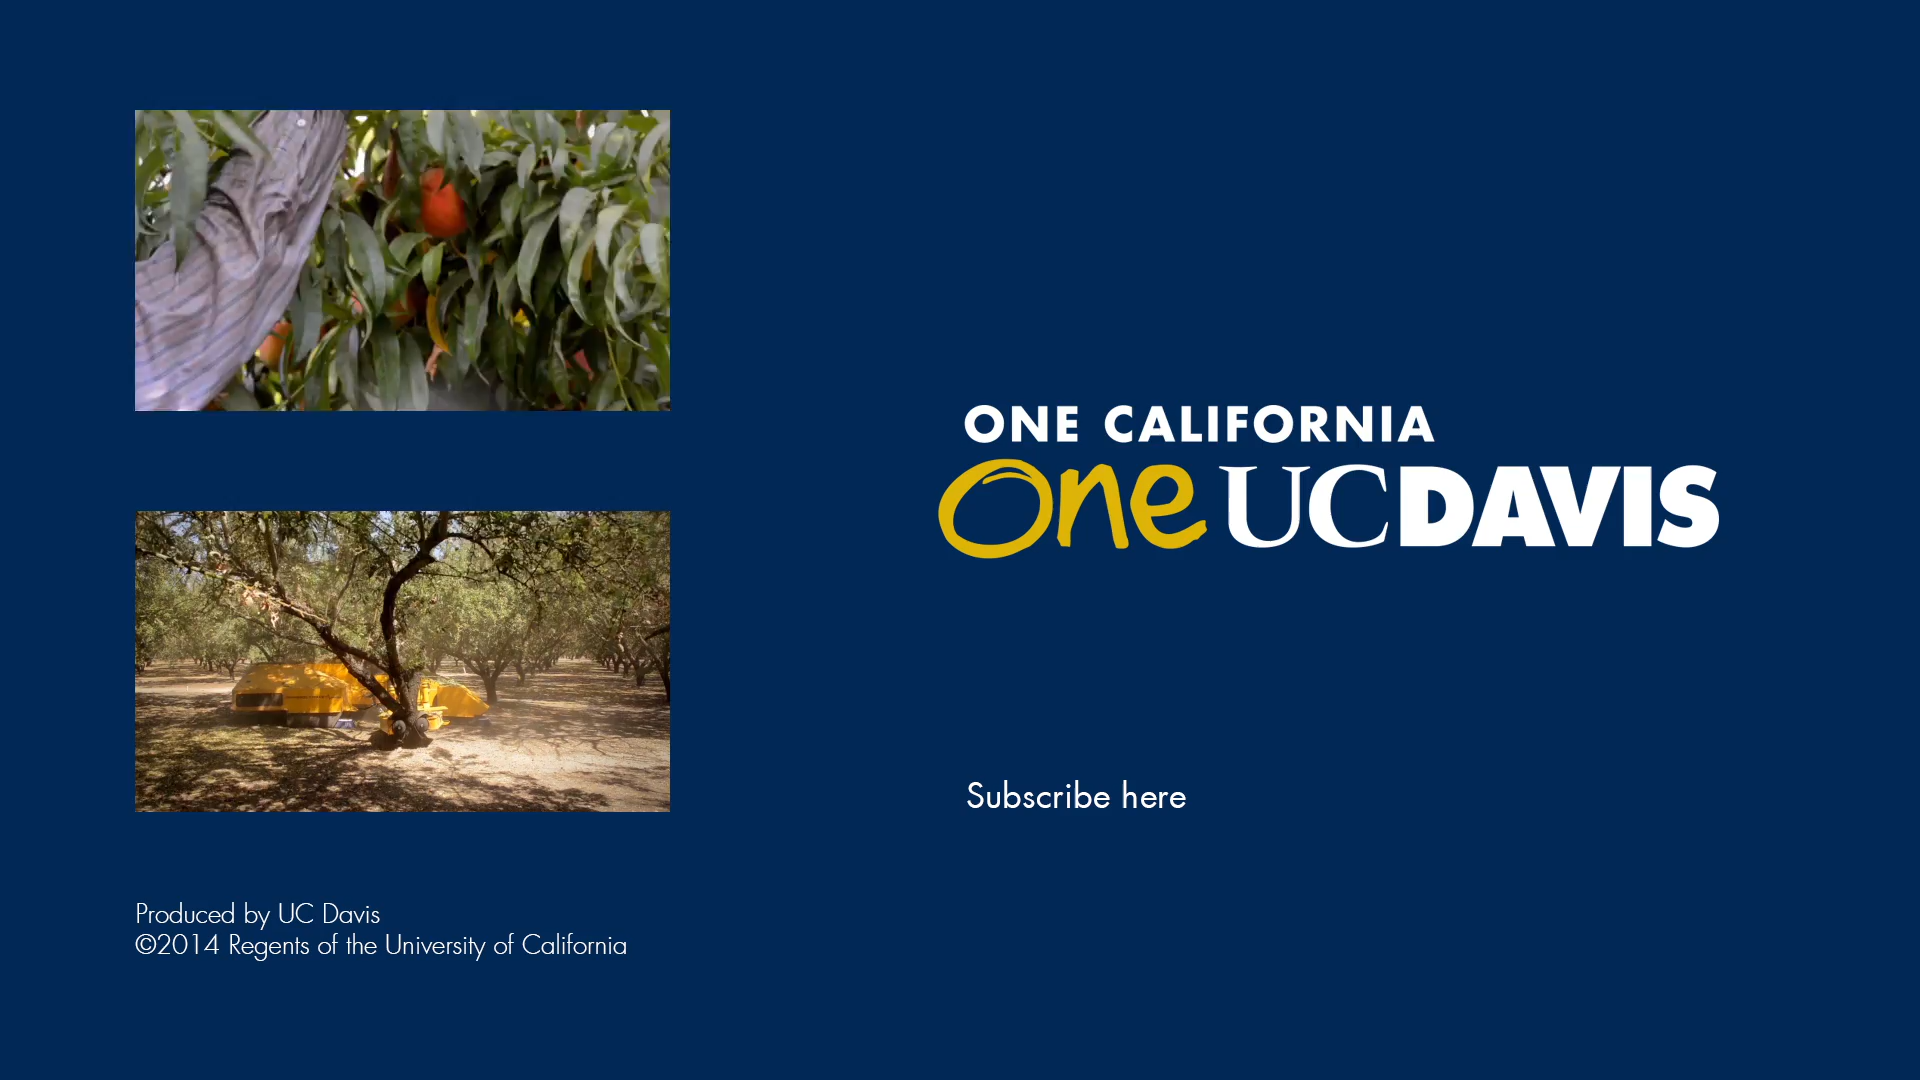 ONE CALIFORNIA
One UCDAVIS
Subscribe here
Produced by UC Davis
©2014 Regents of the University of California